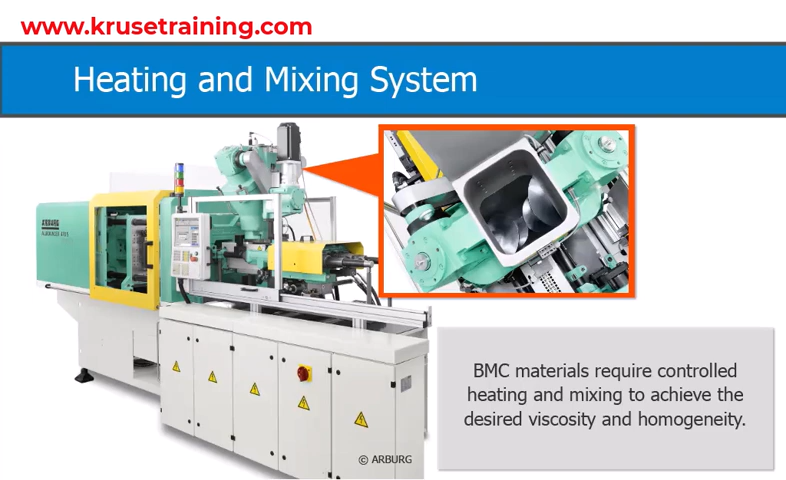 www.krusetraining.com
Heating and Mixing System
ARBURG
BMC materials require controlled
heating and mixing to achieve the
desired viscosity and homogeneity.
© ARBURG